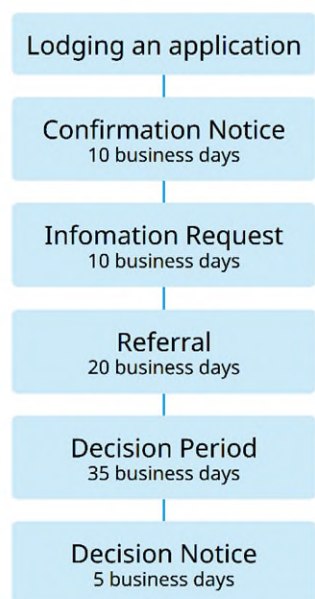 Lodging an application
Confirmation Notice
10 business days
Infomation Request
10 business days
Referral
20 business days
Decision Period
35 business days
Decision Notice
5 business days